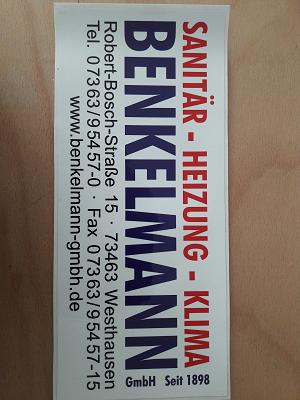 SANITÄR - HEIZUNG - KLIMA
BENKELMANN GmbH Seit 1898
Robert-Bosch-Straße 15 · 73463 Westhausen
Tel. 07363/95457-0 · Fax 07363/95457-15
www.benkelmann-gmbh.de